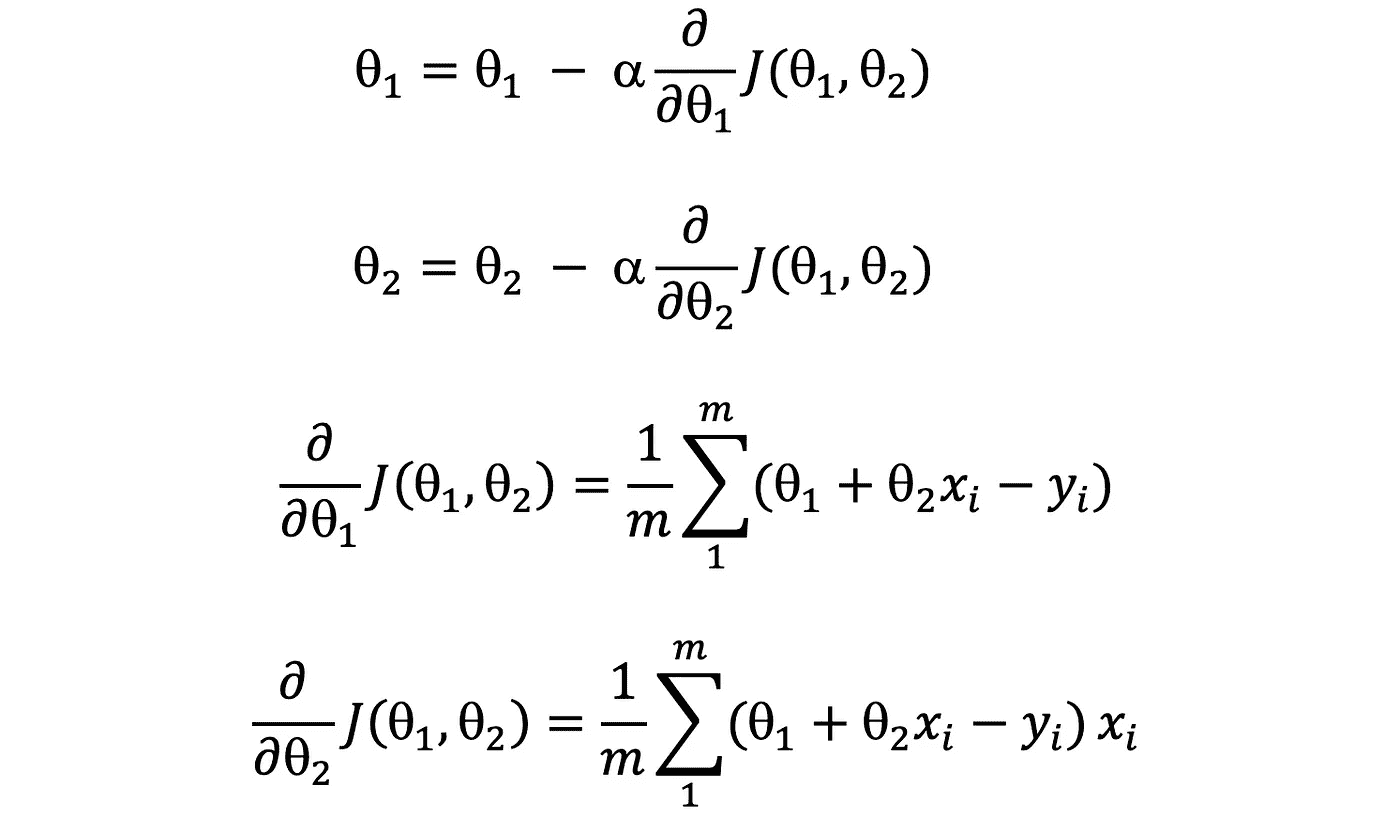 θ₁ = θ₁ − α ∂/∂θ₁ J(θ₁, θ₂)
θ₂ = θ₂ − α ∂/∂θ₂ J(θ₁, θ₂)
∂/∂θ₁ J(θ₁, θ₂) = 1/m ∑₁ᵐ (θ₁ + θ₂xᵢ − yᵢ)
∂/∂θ₂ J(θ₁, θ₂) = 1/m ∑₁ᵐ (θ₁ + θ₂xᵢ − yᵢ) xᵢ